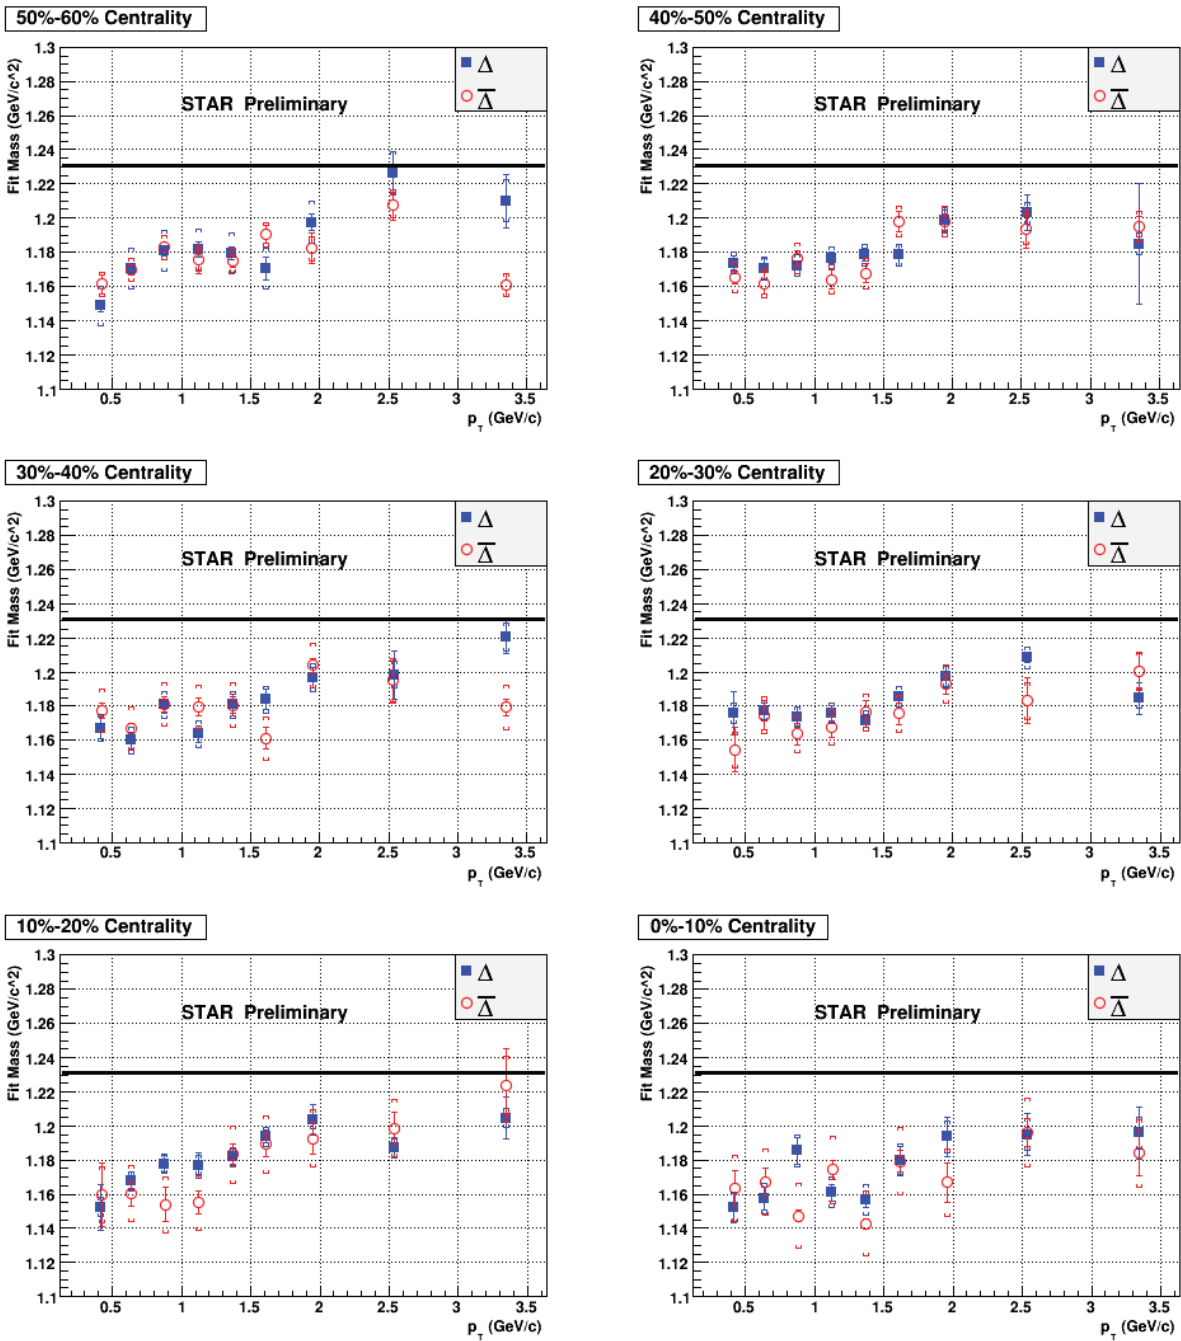 50%-60% Centrality
Fit Mass (GeV/c^2)
1.3
1.28
1.26
1.24
1.22
1.2
1.18
1.16
1.14
1.12
1.1
STAR Preliminary
Δ
Δ̅
0.5 1 1.5 2 2.5 3 3.5
p_T (GeV/c)
40%-50% Centrality
Fit Mass (GeV/c^2)
1.3
1.28
1.26
1.24
1.22
1.2
1.18
1.16
1.14
1.12
1.1
STAR Preliminary
Δ
Δ̅
0.5 1 1.5 2 2.5 3 3.5
p_T (GeV/c)
30%-40% Centrality
Fit Mass (GeV/c^2)
1.3
1.28
1.26
1.24
1.22
1.2
1.18
1.16
1.14
1.12
1.1
STAR Preliminary
Δ
Δ̅
0.5 1 1.5 2 2.5 3 3.5
p_T (GeV/c)
20%-30% Centrality
Fit Mass (GeV/c^2)
1.3
1.28
1.26
1.24
1.22
1.2
1.18
1.16
1.14
1.12
1.1
STAR Preliminary
Δ
Δ̅
0.5 1 1.5 2 2.5 3 3.5
p_T (GeV/c)
10%-20% Centrality
Fit Mass (GeV/c^2)
1.3
1.28
1.26
1.24
1.22
1.2
1.18
1.16
1.14
1.12
1.1
STAR Preliminary
Δ
Δ̅
0.5 1 1.5 2 2.5 3 3.5
p_T (GeV/c)
0%-10% Centrality
Fit Mass (GeV/c^2)
1.3
1.28
1.26
1.24
1.22
1.2
1.18
1.16
1.14
1.12
1.1
STAR Preliminary
Δ
Δ̅
0.5 1 1.5 2 2.5 3 3.5
p_T (GeV/c)